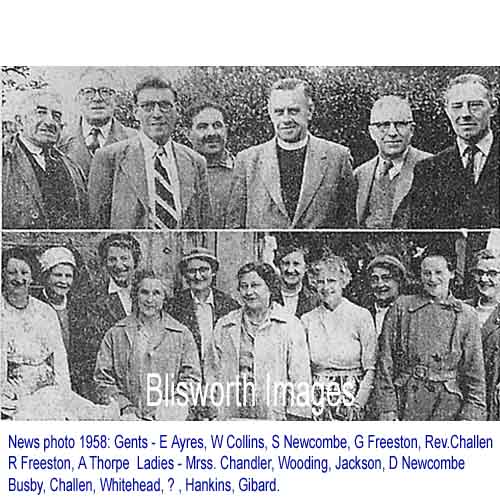 Blisworth Images
News photo 1958: Gents - E Ayres, W Collins, S Newcombe, G Freeston, Rev.Challen
R Freeston, A Thorpe Ladies - Mrss. Chandler, Wooding, Jackson, D Newcombe
Busby, Challen, Whitehead, ? , Hankins, Gibard.